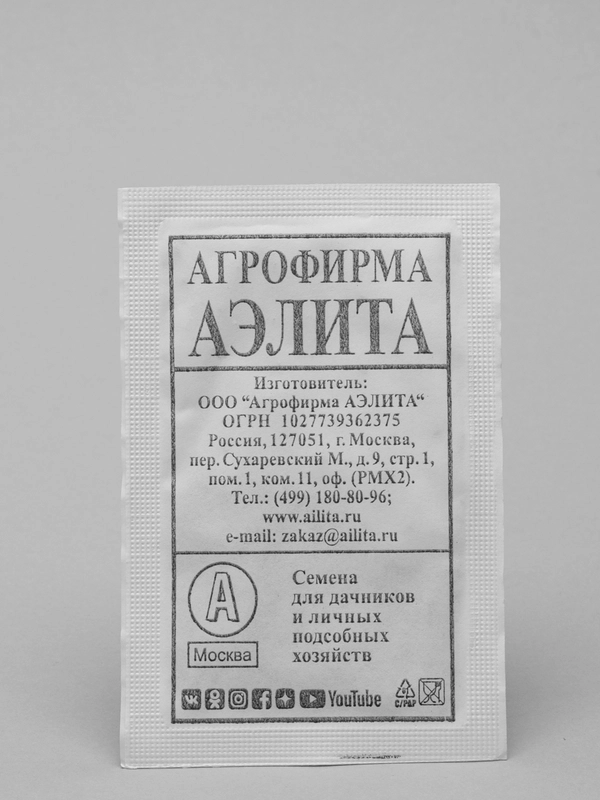 АГРОФИРМА
АЭЛИТА
Изготовитель:
ООО “Агрофирма АЭЛИТА“
ОГРН 1027739362375
Россия, 127051, г. Москва,
пер. Сухаревский М., д. 9, стр. 1,
пом. 1, ком. 11, оф. (РМХ2).
Тел.: (499) 180-80-96;
www.ailita.ru
e-mail: zakaz@ailita.ru
А
Москва
Семена
для дачников
и личных
подсобных
хозяйств
YouTube
C/PAP